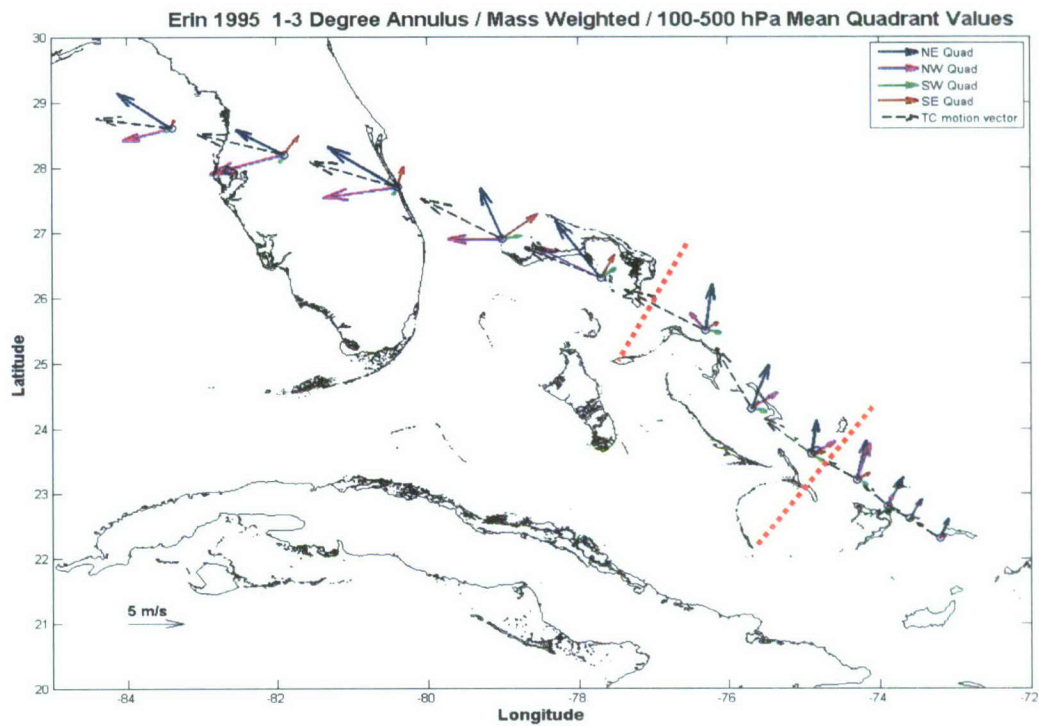 Erin 1995 1-3 Degree Annulus / Mass Weighted / 100-500 hPa Mean Quadrant Values
NE Quad
NW Quad
SW Quad
SE Quad
TC motion vector
30
29
28
27
26
25
24
23
22
21
20
Latitude
5 m/s
-84
-82
-80
-78
-76
-74
-72
Longitude